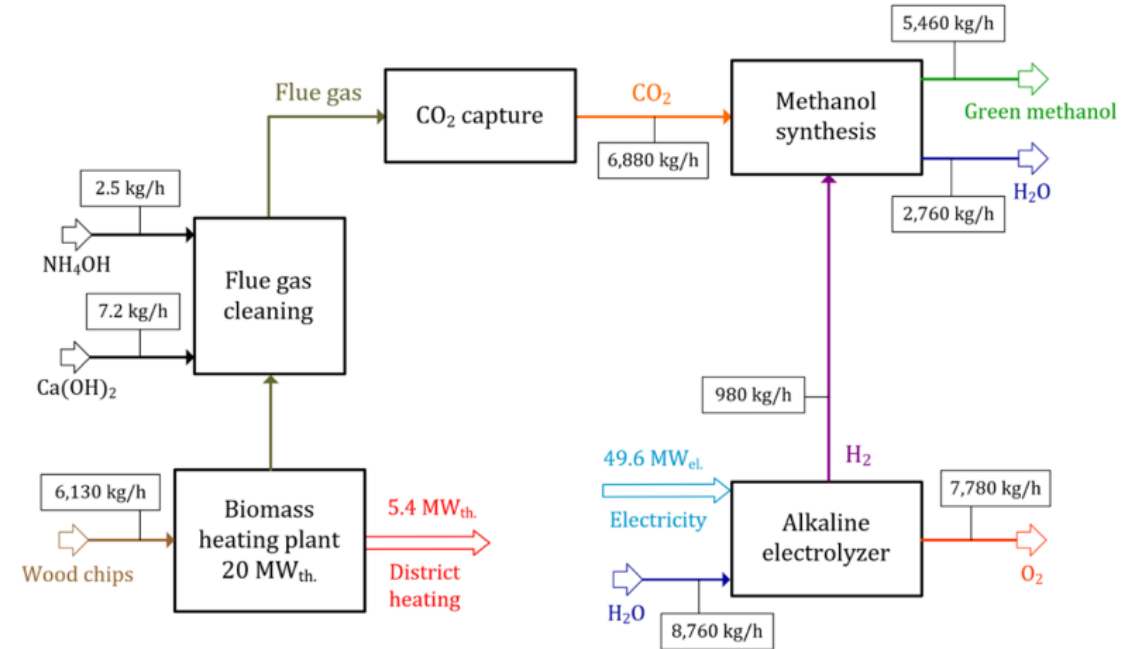 5,460 kg/h
Flue gas
CO₂ capture
CO₂
6,880 kg/h
Methanol
synthesis
Green methanol
H₂O
2,760 kg/h
2.5 kg/h
NH₄OH
7.2 kg/h
Ca(OH)₂
Flue gas
cleaning
980 kg/h
H₂
6,130 kg/h
Wood chips
Biomass
heating plant
20 MWth.
5.4 MWth.
District
heating
49.6 MWel.
Electricity
H₂O
8,760 kg/h
Alkaline
electrolyzer
7,780 kg/h
O₂